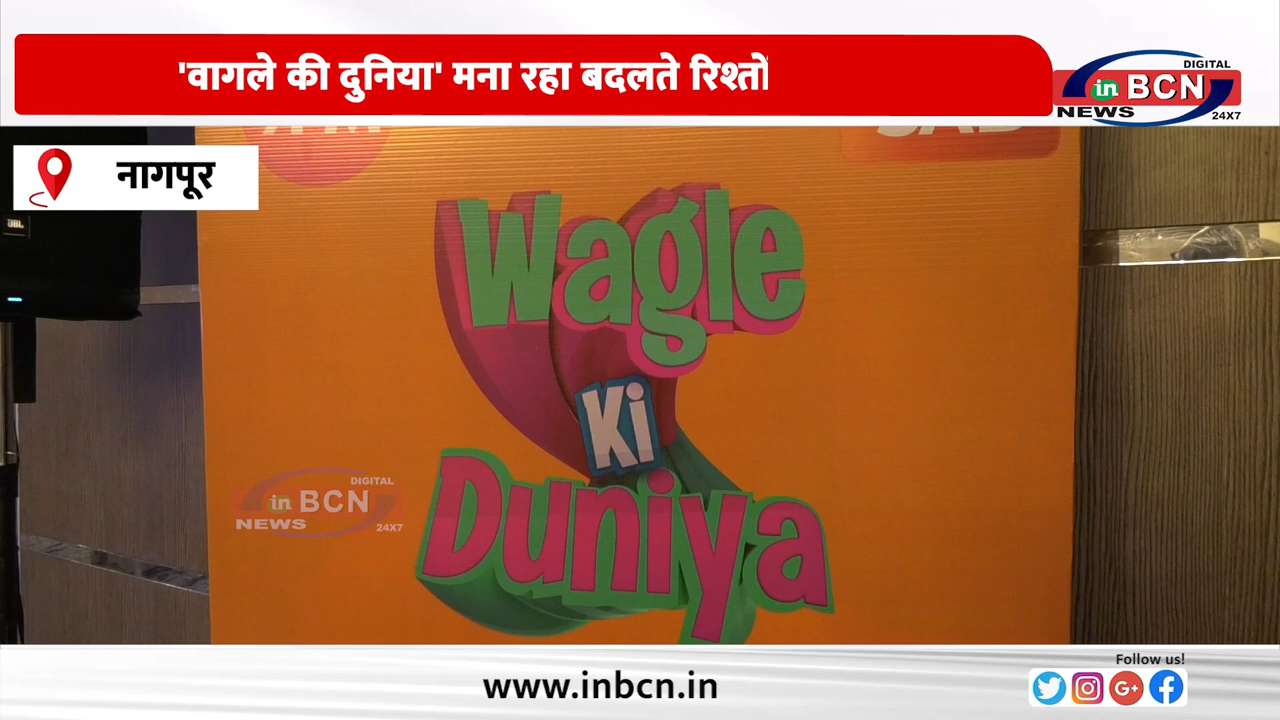 'वागले की दुनिया' मना रहा बदलते रिश्तों
DIGITAL
in BCN
NEWS 24X7
नागपूर
JBL
Wagle
Ki
Duniya
DIGITAL
in BCN
NEWS 24X7
Follow us!
www.inbcn.in